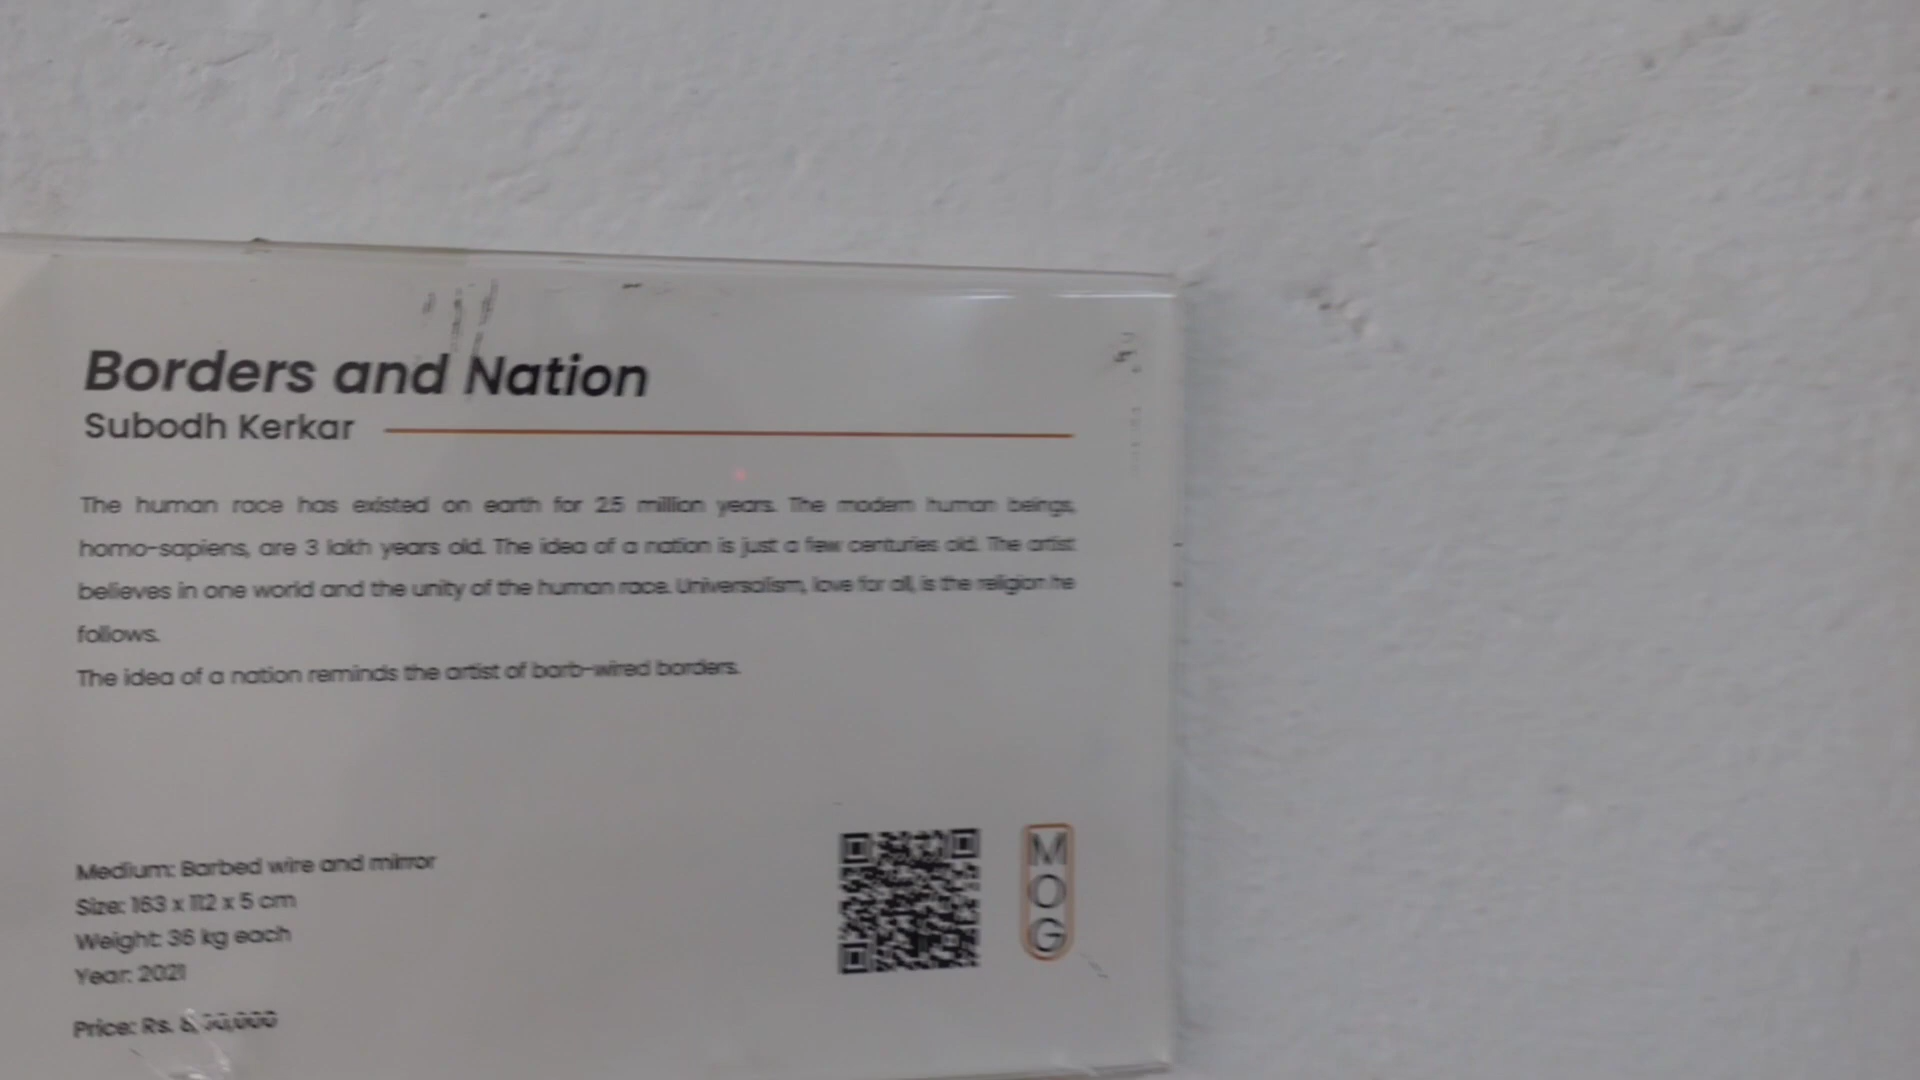 Borders and Nation
Subodh Kerkar
The human race has existed on earth for 2.5 million years. The modern human beings,
homo-sapiens, are 3 lakh years old. The idea of a nation is just a few centuries old. The artist
believes in one world and the unity of the human race. Universalism, love for all, is the religion he
follows.
The idea of a nation reminds the artist of barb-wired borders.
Medium: Barbed wire and mirror
Size: 163 x 112 x 5 cm
Weight: 36 kg each
Year: 2021
Price: Rs.
MOG